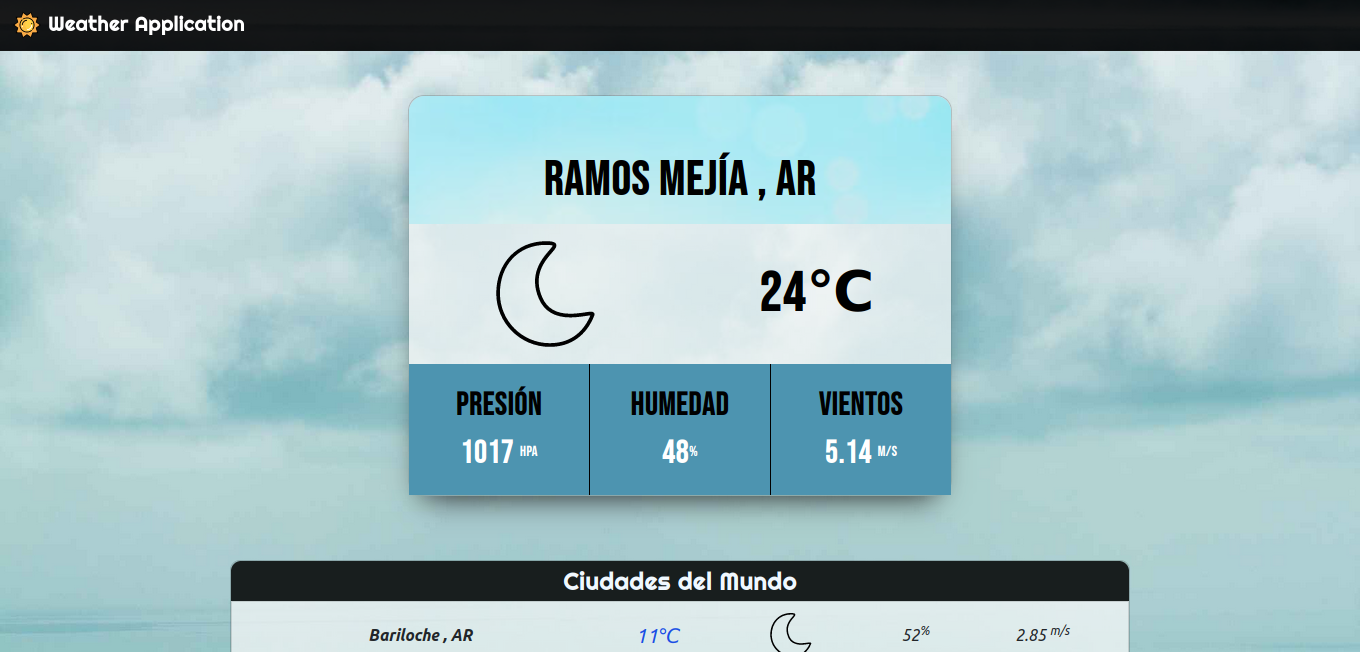 Weather Application
RAMOS MEJÍA , AR
24°C
PRESIÓN HUMEDAD VIENTOS
1017 HPA 48% 5.14 M/S
Ciudades del Mundo
Bariloche , AR 11°C 52% 2.85 m/s